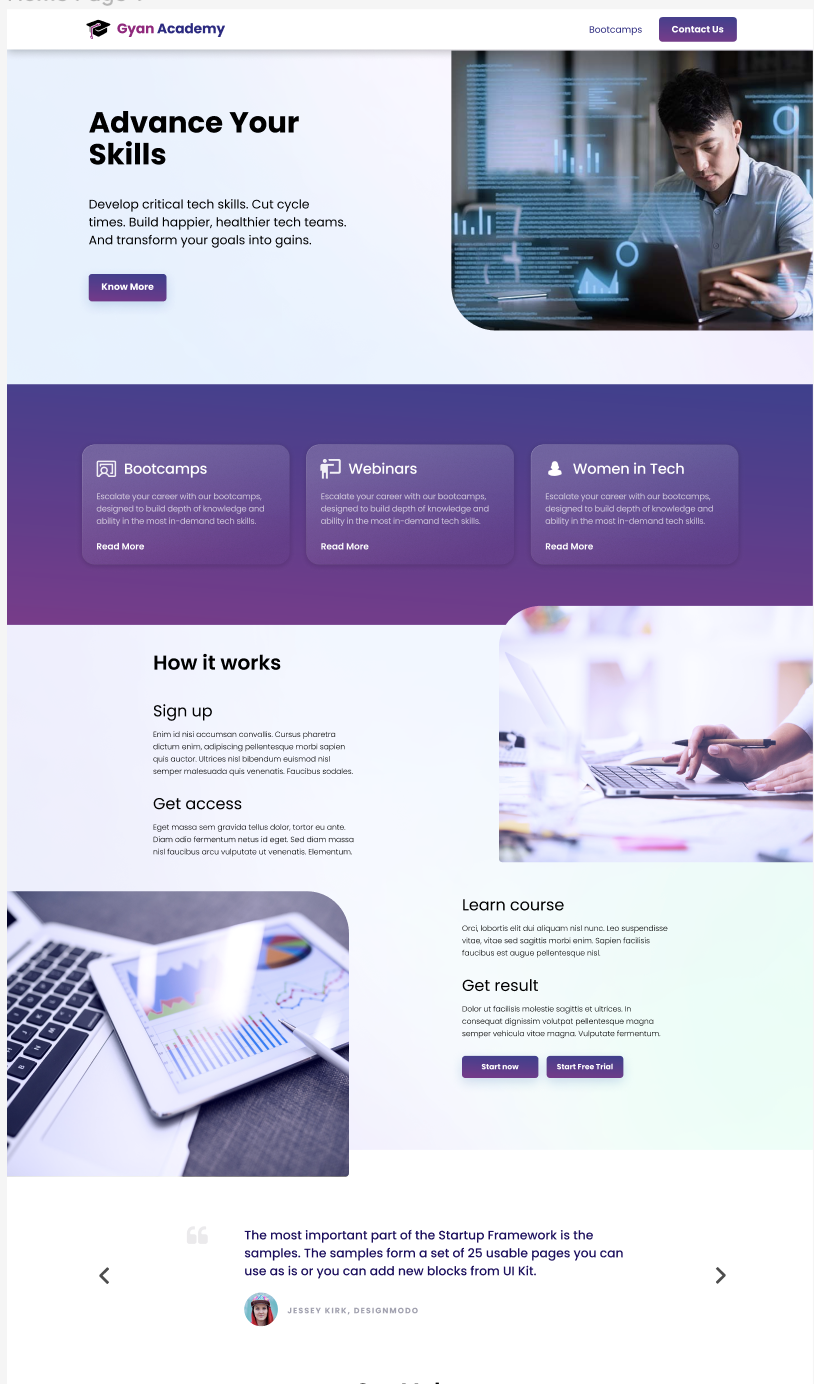 Gyan Academy
Bootcamps
Contact Us
Advance Your
Skills
Develop critical tech skills. Cut cycle
times. Build happier, healthier tech teams.
And transform your goals into gains.
Know More
Bootcamps
Escalate your career with our bootcamps,
designed to build depth of knowledge and
ability in the most in-demand tech skills.
Read More
Webinars
Escalate your career with our bootcamps,
designed to build depth of knowledge and
ability in the most in-demand tech skills.
Read More
Women in Tech
Escalate your career with our bootcamps,
designed to build depth of knowledge and
ability in the most in-demand tech skills.
Read More
How it works
Sign up
Enim id nisi accumsan convallis. Cursus pharetra
dictum enim, adipiscing pellentesque morbi sapien
quis auctor. Ultrices nisl bibendum euismod nisl
semper malesuada quis venenatis. Faucibus sodales.
Get access
Eget massa sem gravida tellus dolor, tortor eu ante.
Diam odio fermentum netus id eget. Sed diam massa
nisl faucibus arcu vulputate ut venenatis. Elementum.
Learn course
Orci, lobortis elit dui aliquam nisl nunc. Leo suspendisse
vitae, vitae sed sagittis morbi enim. Sapien facilisis
faucibus est augue pellentesque nisl.
Get result
Dolor ut facilisis molestie sagittis et ultrices. In
consequat dignissim volutpat pellentesque magna
semper vehicula vitae magna. Vulputate fermentum.
Start now
Start Free Trial
The most important part of the Startup Framework is the
samples. The samples form a set of 25 usable pages you can
use as is or you can add new blocks from UI Kit.
JESSEY KIRK, DESIGNMODO